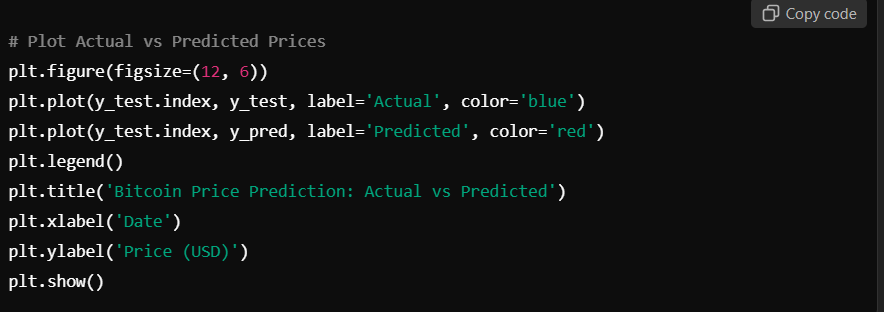 Copy code
# Plot Actual vs Predicted Prices
plt.figure(figsize=(12, 6))
plt.plot(y_test.index, y_test, label='Actual', color='blue')
plt.plot(y_test.index, y_pred, label='Predicted', color='red')
plt.legend()
plt.title('Bitcoin Price Prediction: Actual vs Predicted')
plt.xlabel('Date')
plt.ylabel('Price (USD)')
plt.show()